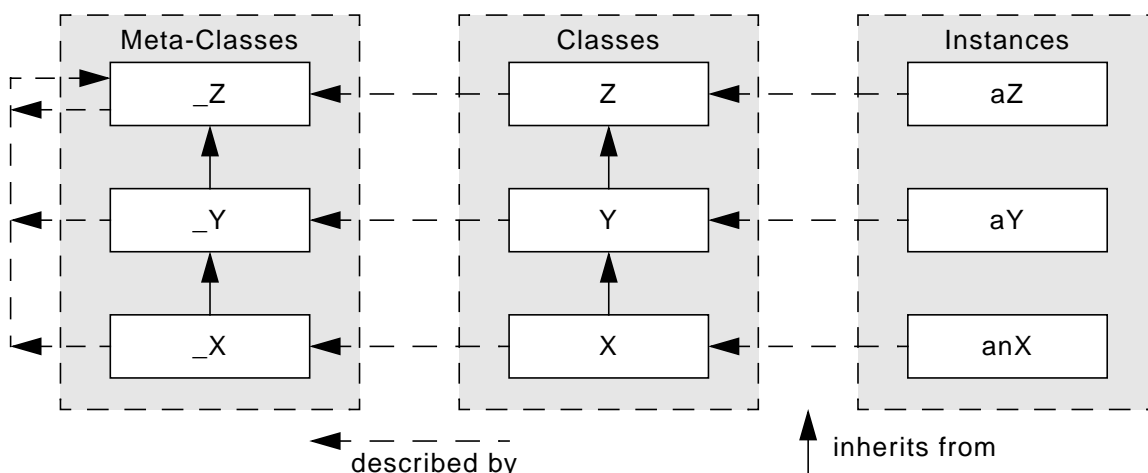 Meta-Classes Classes Instances
_Z Z aZ
_Y Y aY
_X X anX
described by inherits from